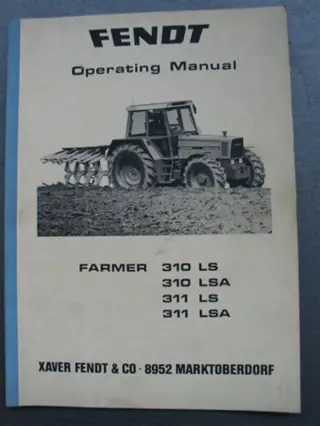 FENDT
Operating Manual
FARMER 310 LS
310 LSA
311 LS
311 LSA
XAVER FENDT & CO · 8952 MARKTOBERDORF